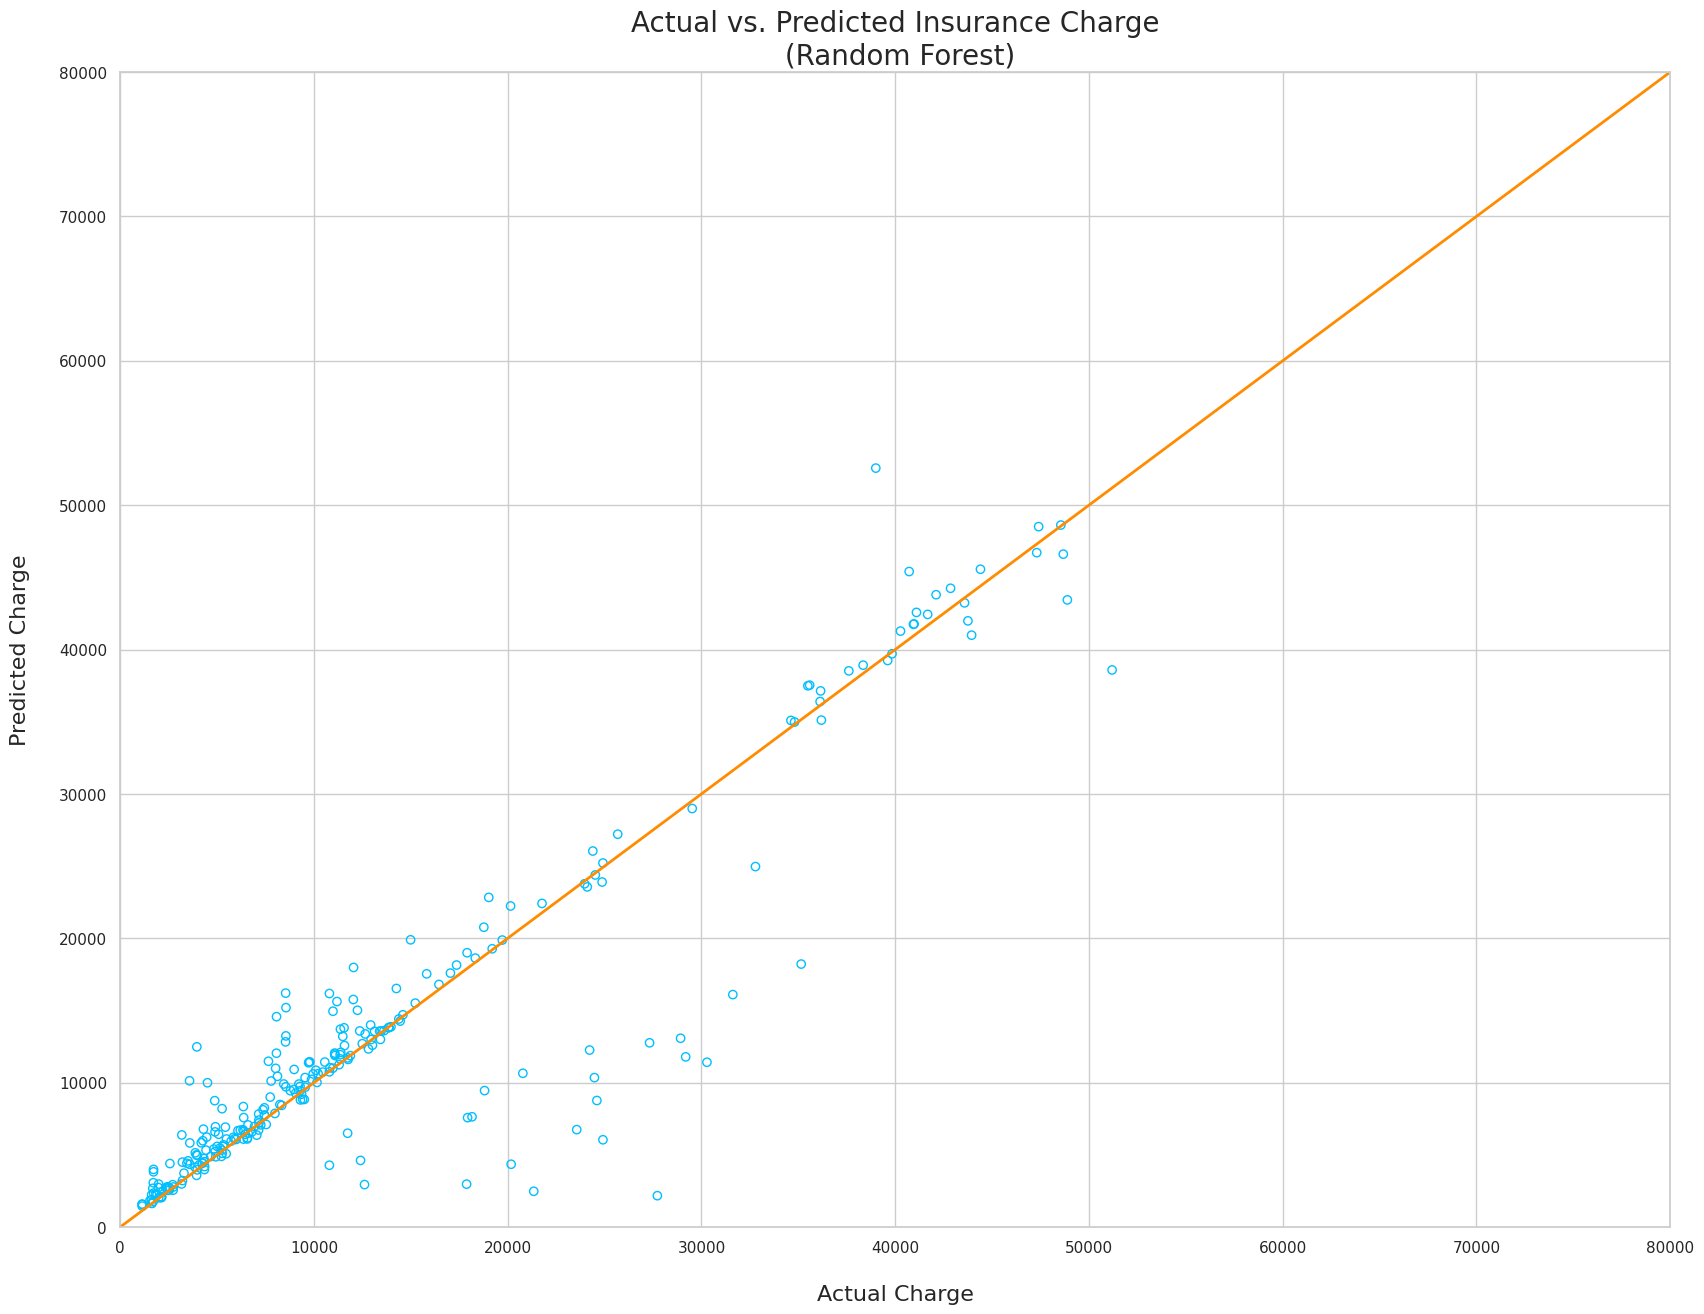 Actual vs. Predicted Insurance Charge
(Random Forest)
80000
70000
60000
50000
40000
30000
20000
10000
0
Predicted Charge
0 10000 20000 30000 40000 50000 60000 70000 80000
Actual Charge